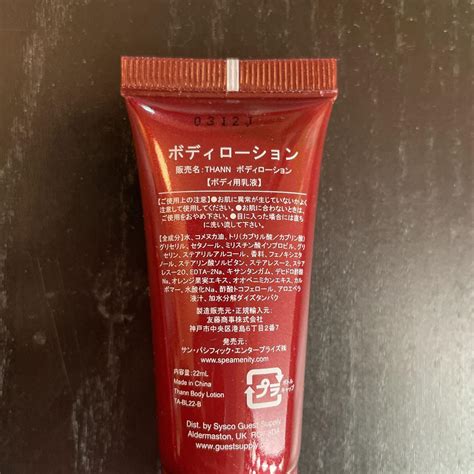 0312J
ボディローション
販売名:THANN ボディローション
【ボディ用乳液】
【ご使用上の注意】●お肌に異常が生じていないかよく
注意して使用してください。●お肌に合わないときは、ご
使用をおやめ下さい。●目に入った場合には直ち
に洗い流して下さい。
【全成分】水、コメヌカ油、トリ(カプリル酸/カプリン酸)
グリセリル、セタノール、ミリスチン酸イソプロピル、グリ
セリン、ステアリルアルコール、香料、フェノキシエタ
ノール、ステアリン酸ソルビタン、ステアレス-2、ステア
レス-20、EDTA-2Na、キサンタンガム、デヒドロ酢酸
Na、オレンジ果実エキス、オオベニミカンエキス、カル
ボマー、水酸化Na、酢酸トコフェロール、アロエベラ
液汁、加水分解ダイズタンパク
製造販売元・正規輸入元:
友藤商事株式会社
神戸市中央区港島6丁目2番7
発売元:
サン・パシフィック・エンタープライズ㈱
www.speamenity.com
内容量:22mL
Made in China
Thann Body Lotion
TA-BL22-B
プラ
ボトル
キャップ
Dist. by Sysco Guest Supply
Aldermaston, UK
www.guestsupply